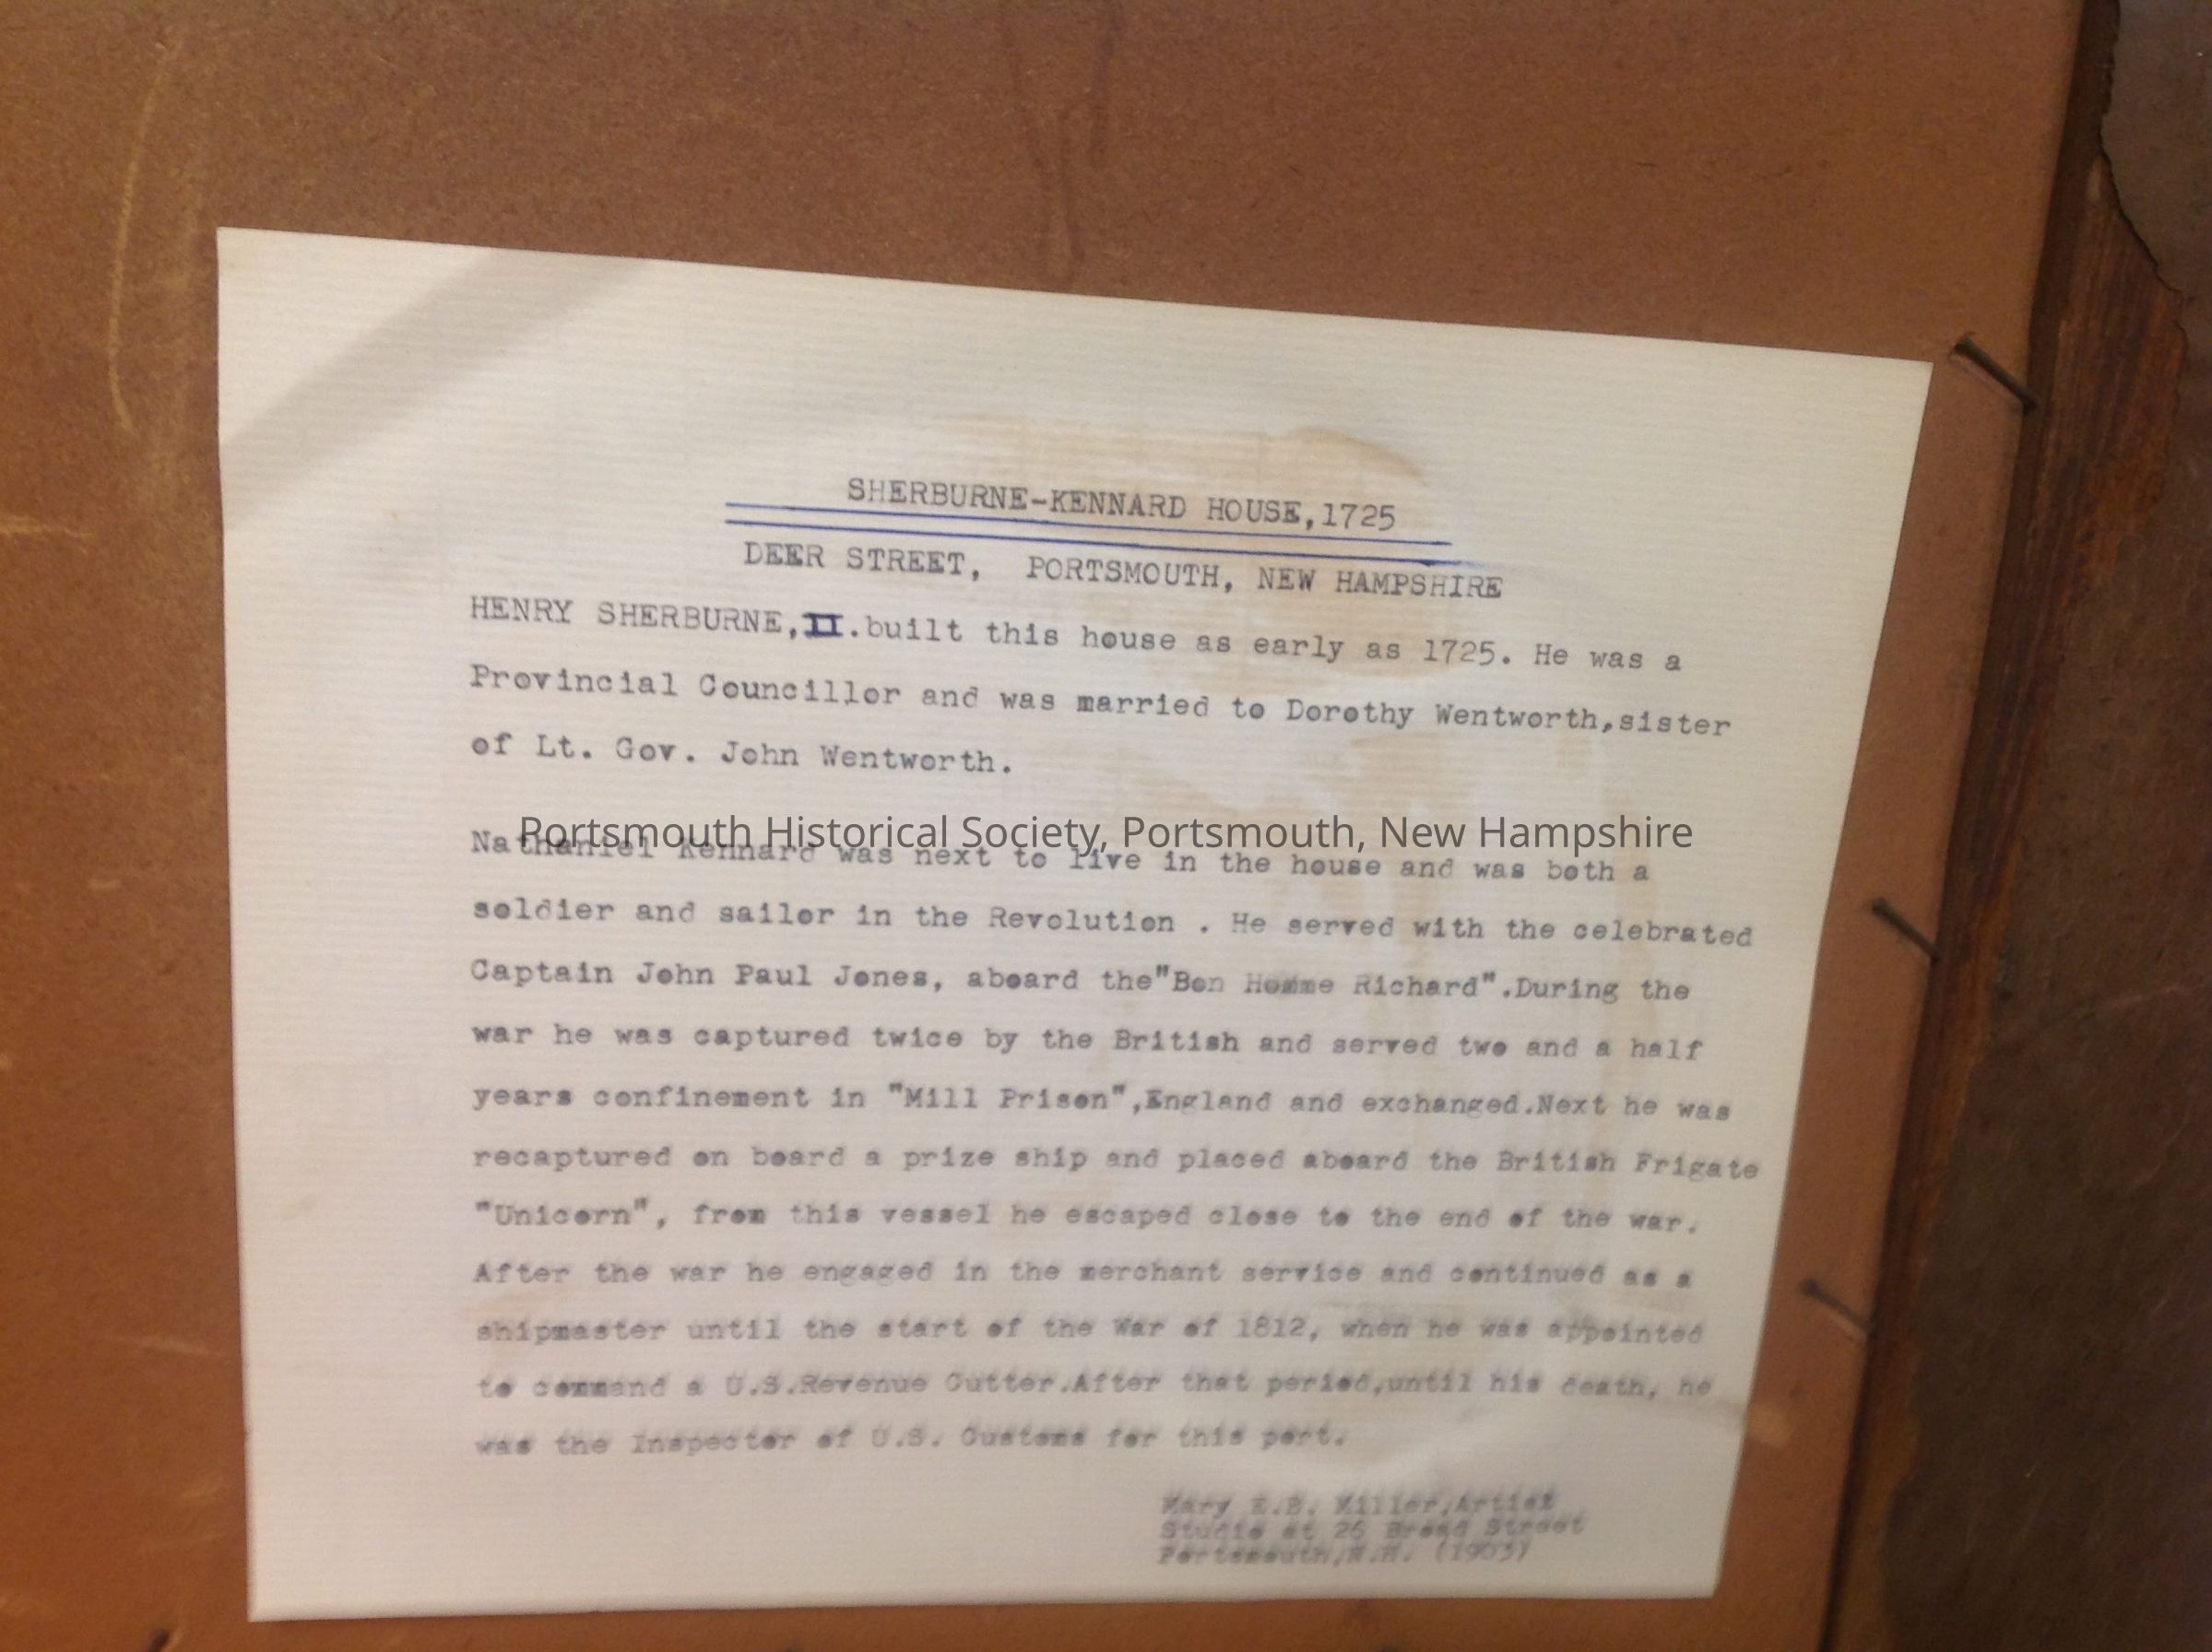 SHERBURNE-KENNARD HOUSE,1725
DEER STREET, PORTSMOUTH, NEW HAMPSHIRE
HENRY SHERBURNE,II.built this house as early as 1725. He was a
Provincial Councillor and was married to Dorothy Wentworth,sister
of Lt. Gov. John Wentworth.
Portsmouth Historical Society, Portsmouth, New Hampshire
Nathaniel Kennard was next to live in the house and was both a
soldier and sailor in the Revolution . He served with the celebrated
Captain John Paul Jones, aboard the"Bon Homme Richard".During the
war he was captured twice by the British and served two and a half
years confinement in "Mill Prison",England and exchanged.Next he was
recaptured on board a prize ship and placed aboard the British Frigate
"Unicorn", from this vessel he escaped close to the end of the war.
After the war he engaged in the merchant service and continued as a
shipmaster until the start of the War of 1812, when he was appointed
to command a U.S.Revenue Cutter.After that period,until his death, he
was the Inspector of U.S. Customs for this port.
Mary E.B. Miller,Artist
Studio at 26 Broad Street
Portsmouth,N.H. (1963)